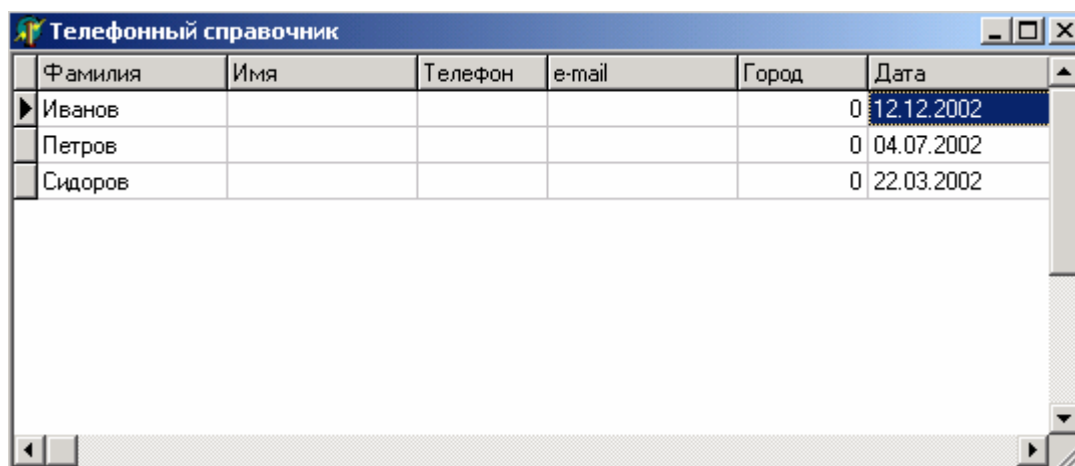 Телефонный справочник
Фамилия Имя Телефон e-mail Город Дата
Иванов 0 12.12.2002
Петров 0 04.07.2002
Сидоров 0 22.03.2002